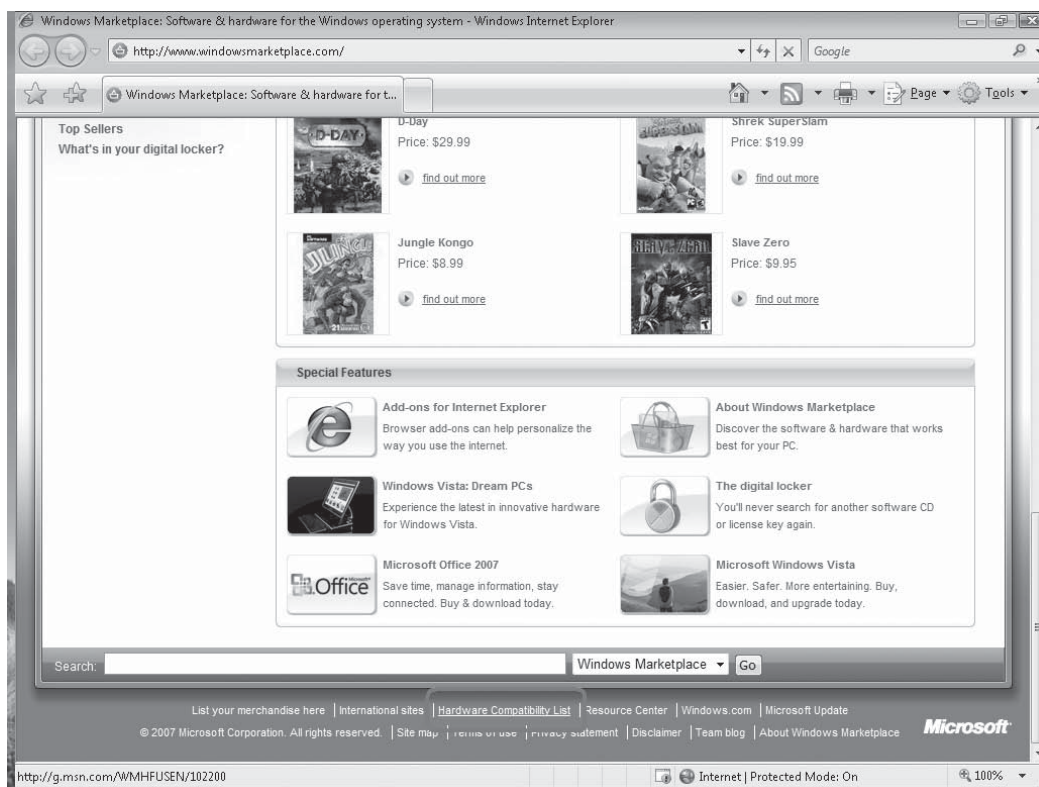 Windows Marketplace: Software & hardware for the Windows operating system - Windows Internet Explorer
http://www.windowsmarketplace.com/
Google
Windows Marketplace: Software & hardware for t...
Page
Tools
Top Sellers
What's in your digital locker?
D-DAY
D-Day
Price: $29.99
find out more
Shrek SuperSlam
Price: $19.99
find out more
JUNGLE
Jungle Kongo
Price: $8.99
find out more
SLAVE ZERO
Slave Zero
Price: $9.95
find out more
Special Features
Add-ons for Internet Explorer
Browser add-ons can help personalize the
way you use the internet.
About Windows Marketplace
Discover the software & hardware that works
best for your PC.
Windows Vista: Dream PCs
Experience the latest in innovative hardware
for Windows Vista.
The digital locker
You'll never search for another software CD
or license key again.
Office
Microsoft Office 2007
Save time, manage information, stay
connected. Buy & download today.
Microsoft Windows Vista
Easier. Safer. More entertaining. Buy,
download, and upgrade today.
Search:
Windows Marketplace
Go
List your merchandise here | International sites | Hardware Compatibility List | Resource Center | Windows.com | Microsoft Update
© 2007 Microsoft Corporation. All rights reserved. | Site map | Terms of use | Privacy statement | Disclaimer | Team blog | About Windows Marketplace
Microsoft
http://g.msn.com/WMHFUSEN/102200
Internet | Protected Mode: On
100%